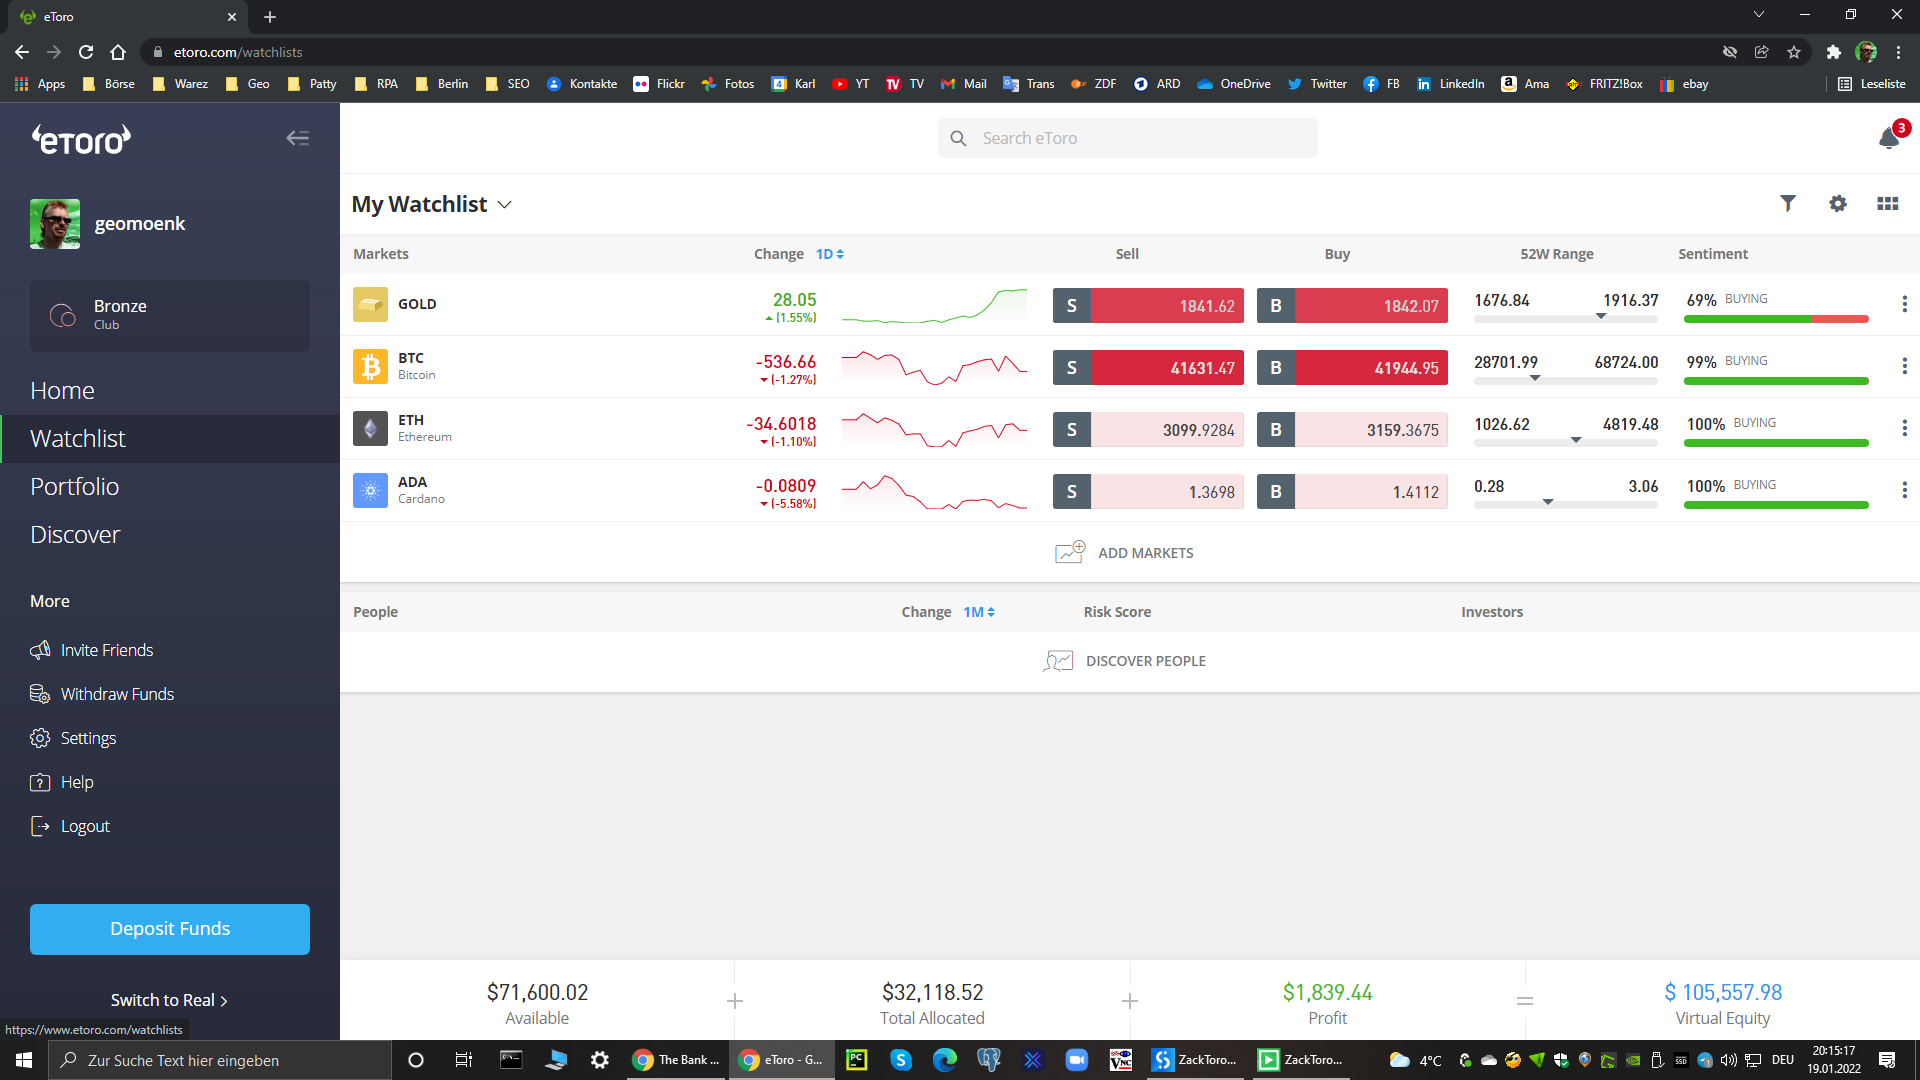 eToro
etoro.com/watchlists
Apps Börse Warez Geo Patty RPA Berlin SEO Kontakte Flickr Fotos 4 Karl YT TV TV Mail Trans ZDF ARD OneDrive Twitter FB LinkedIn Ama FRITZ!Box ebay Leseliste
eTORO
Search eToro
3
geomoenk
My Watchlist
Bronze
Club
Markets Change 1D Sell Buy 52W Range Sentiment
GOLD 28.05 (1.55%) S 1841.62 B 1842.07 1676.84 1916.37 69% BUYING
BTC
Bitcoin
-536.66 (-1.27%) S 41631.47 B 41944.95 28701.99 68724.00 99% BUYING
ETH
Ethereum
-34.6018 (-1.10%) S 3099.9284 B 3159.3675 1026.62 4819.48 100% BUYING
ADA
Cardano
-0.0809 (-5.58%) S 1.3698 B 1.4112 0.28 3.06 100% BUYING
ADD MARKETS
People Change 1M Risk Score Investors
DISCOVER PEOPLE
Home
Watchlist
Portfolio
Discover
More
Invite Friends
Withdraw Funds
Settings
Help
Logout
Deposit Funds
Switch to Real
https://www.etoro.com/watchlists
$71,600.02
Available
+
$32,118.52
Total Allocated
+
$1,839.44
Profit
=
$ 105,557.98
Virtual Equity
Zur Suche Text hier eingeben
The Bank ...
eToro - G...
PC
ZackToro...
ZackToro...
4°C
DEU
20:15:17
19.01.2022